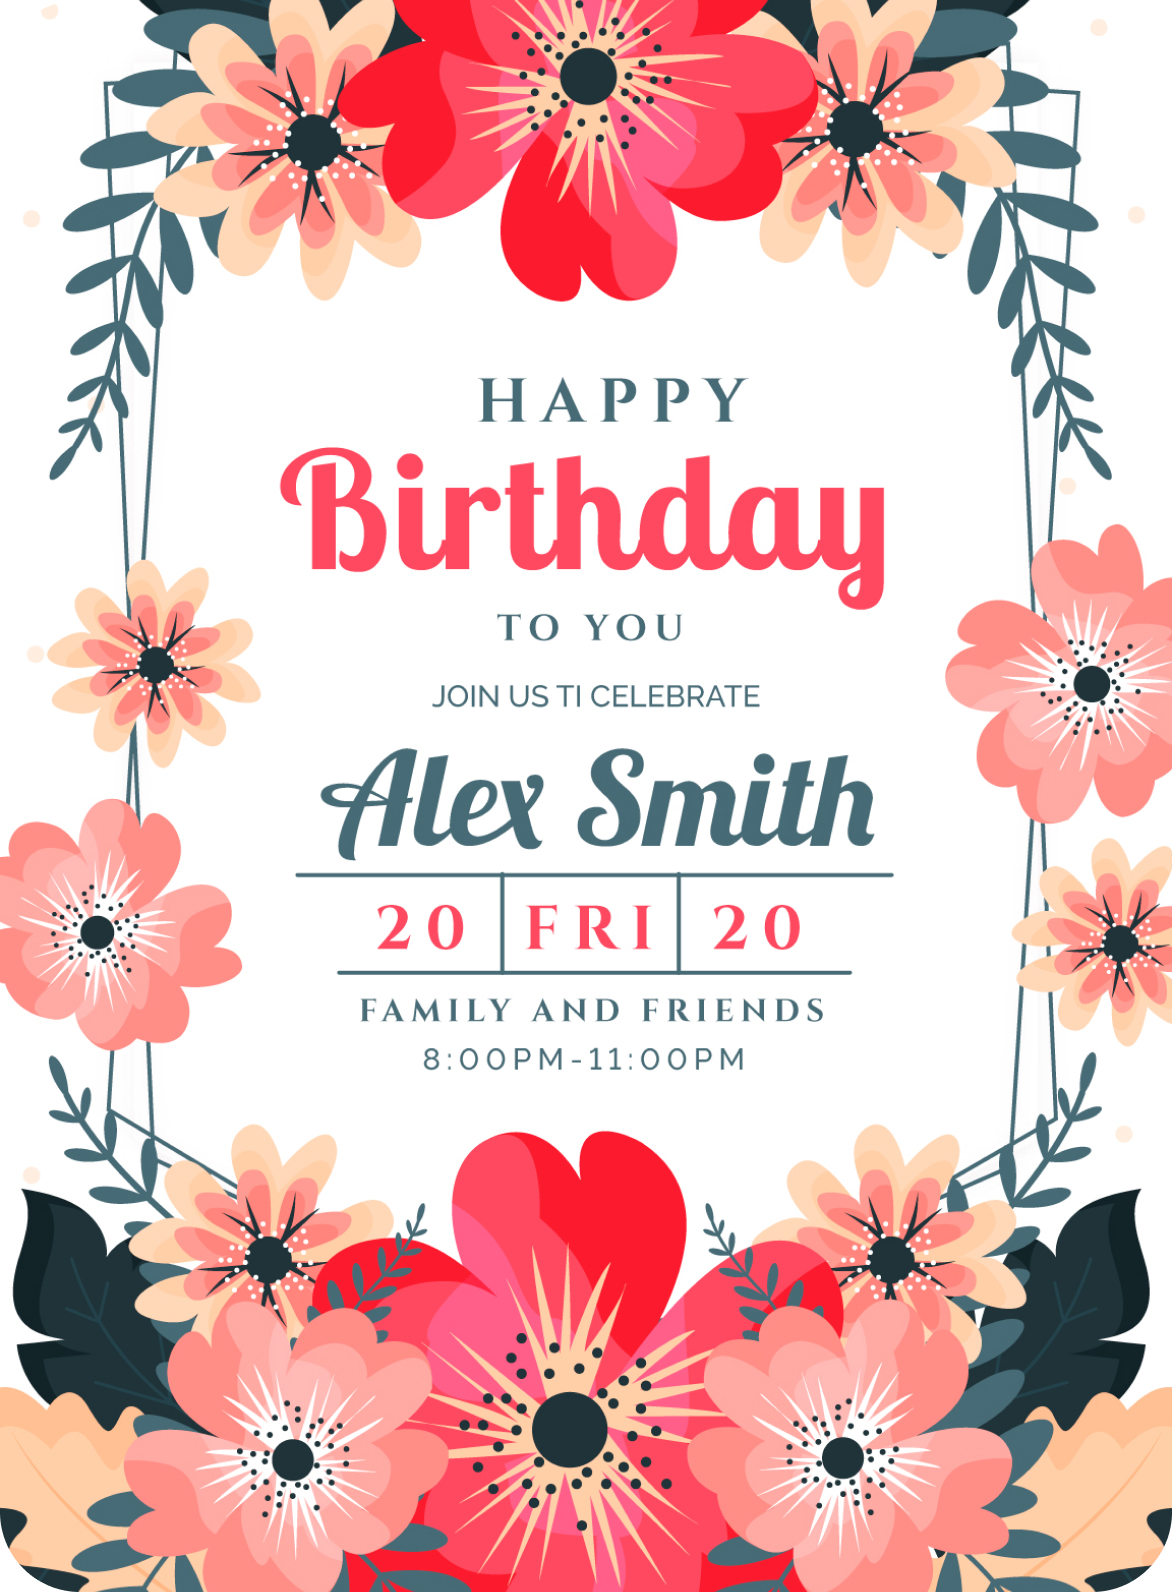 HAPPY
Birthday
TO YOU
JOIN US TI CELEBRATE
Alex Smith
20 FRI 20
FAMILY AND FRIENDS
8:00PM-11:00PM